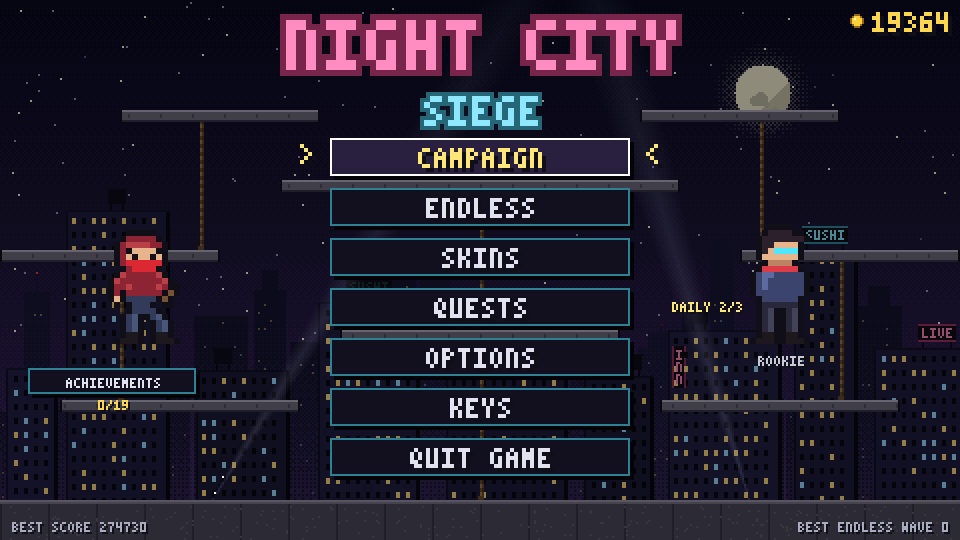 NIGHT CITY
19364
SIEGE
> CAMPAIGN <
ENDLESS
SUSHI
SKINS
SUSHI
QUESTS
DAILY 2/3
LIVE
OPTIONS
ROOKIE
ACHIEVEMENTS
0/19
KEYS
QUIT GAME
BEST SCORE 274730
BEST ENDLESS WAVE 0